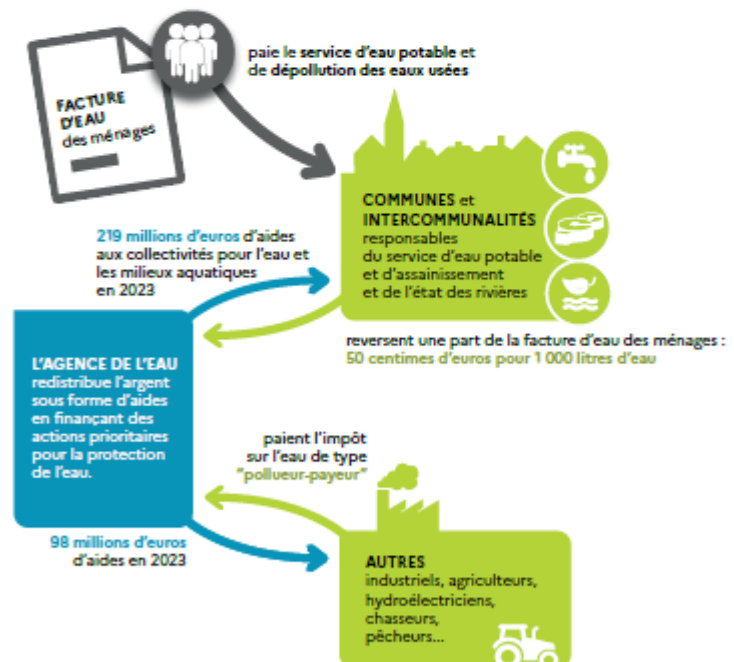 FACTURE
D'EAU
des ménages
paie le service d'eau potable et
de dépollution des eaux usées
COMMUNES et
INTERCOMMUNALITÉS
responsables
du service d'eau potable
et d'assainissement
et de l'état des rivières
219 millions d'euros d'aides
aux collectivités pour l'eau et
les milieux aquatiques
en 2023
reversent une part de la facture d'eau des ménages :
50 centimes d'euros pour 1 000 litres d'eau
L'AGENCE DE L'EAU
redistribue l'argent
sous forme d'aides
en finançant des
actions prioritaires
pour la protection
de l'eau.
paient l'impôt
sur l'eau de type
"pollueur-payeur"
98 millions d'euros
d'aides en 2023
AUTRES
industriels, agriculteurs,
hydroélectriciens,
chasseurs,
pêcheurs...